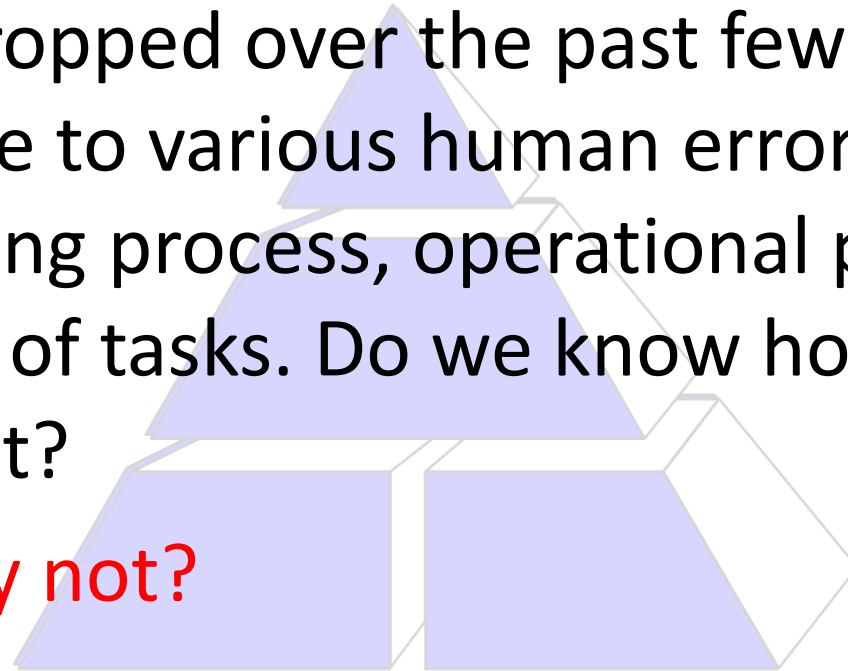 ropped over the past few
e to various human error
ng process, operational p
of tasks. Do we know ho
t?
y not?